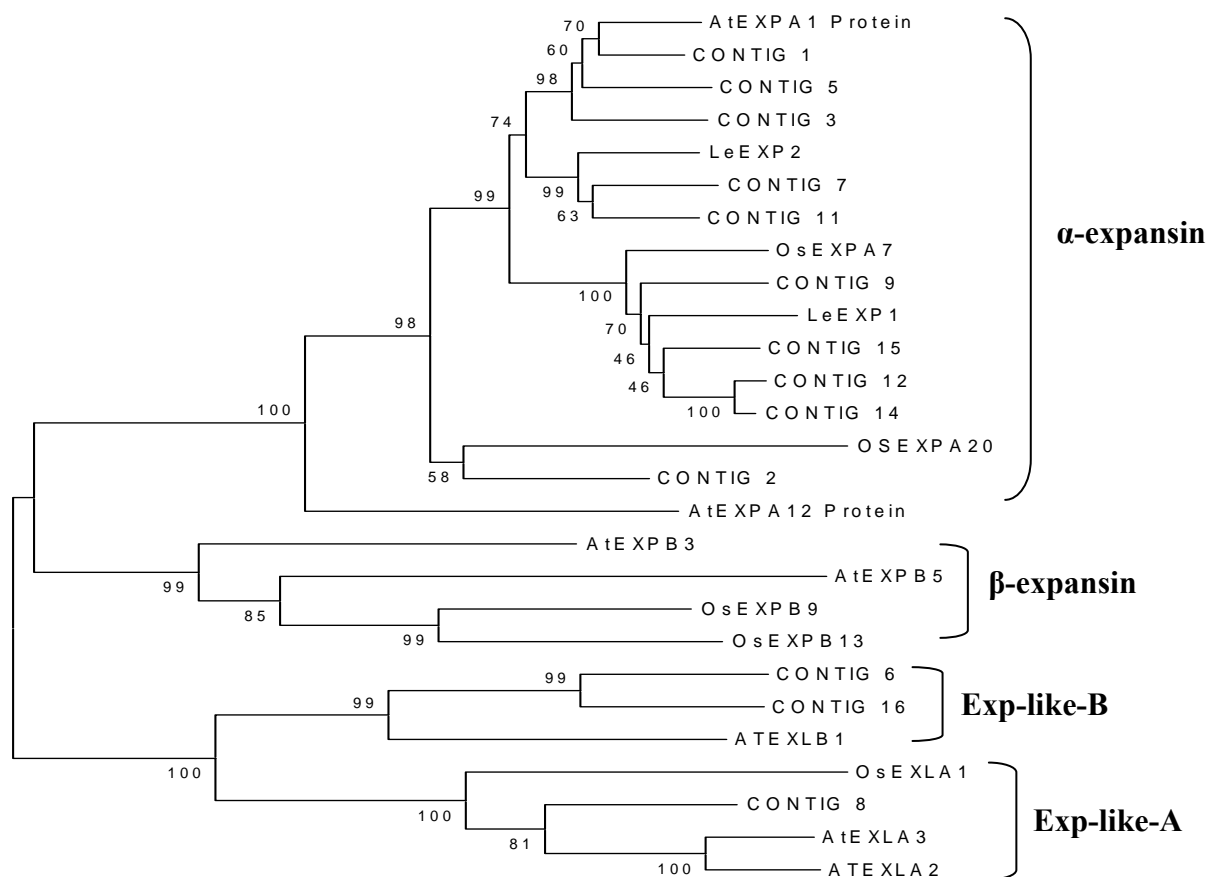 70
AtEXPA1 Protein
60
CONTIG 1
98
CONTIG 5
CONTIG 3
74
LeEXP2
99
CONTIG 7
99
63
CONTIG 11
α-expansin
OsEXPA7
100
CONTIG 9
70
LeEXP1
98
46
CONTIG 15
46
CONTIG 12
100
100
CONTIG 14
OSEXPA20
58
CONTIG 2
AtEXPA12 Protein
AtEXPB3
99
AtEXPB5
β-expansin
85
OsEXPB9
99
OsEXPB13
99
CONTIG 6
99
CONTIG 16
Exp-like-B
ATEXLB1
100
OsEXLA1
100
CONTIG 8
Exp-like-A
81
AtEXLA3
100
ATEXLA2